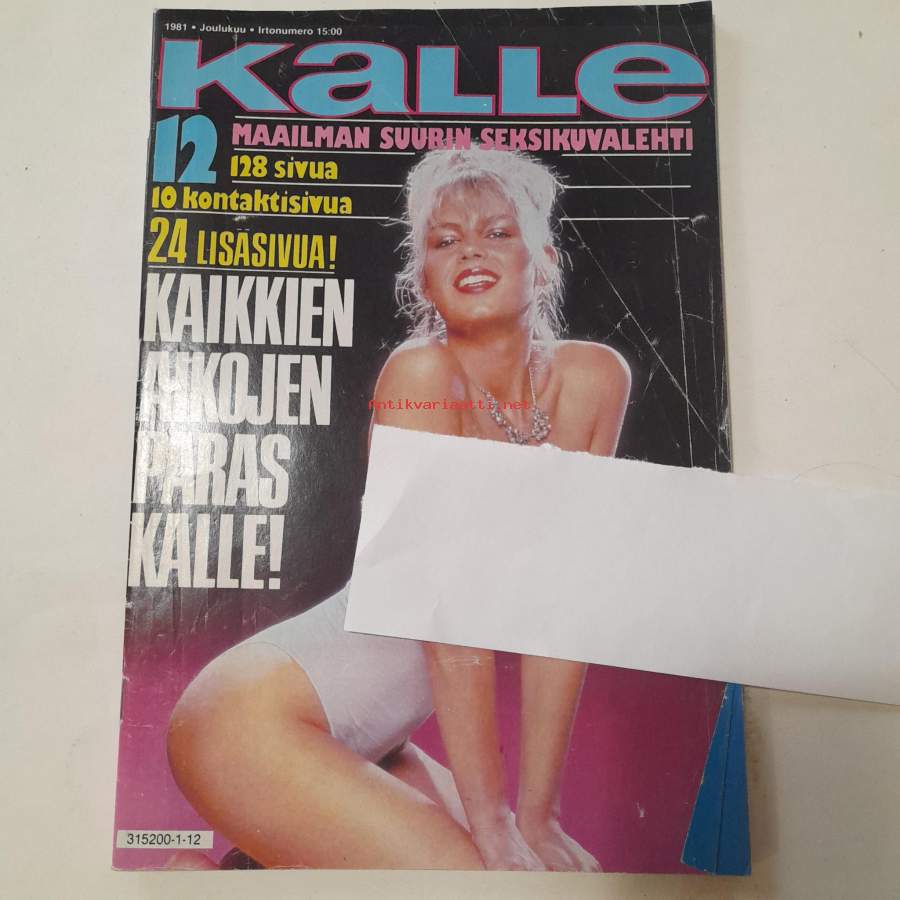 1981 • Joulukuu • Irtonumero 15:00
KaLLe
12
MAAILMAN SUURIN SEKSIKUVALEHTI
128 sivua
10 kontaktisivua
24 LISÄSIVUA!
KAIKKIEN
AIKOJEN
PARAS
KALLE!
Antikvariaatti.net
315200-1-12